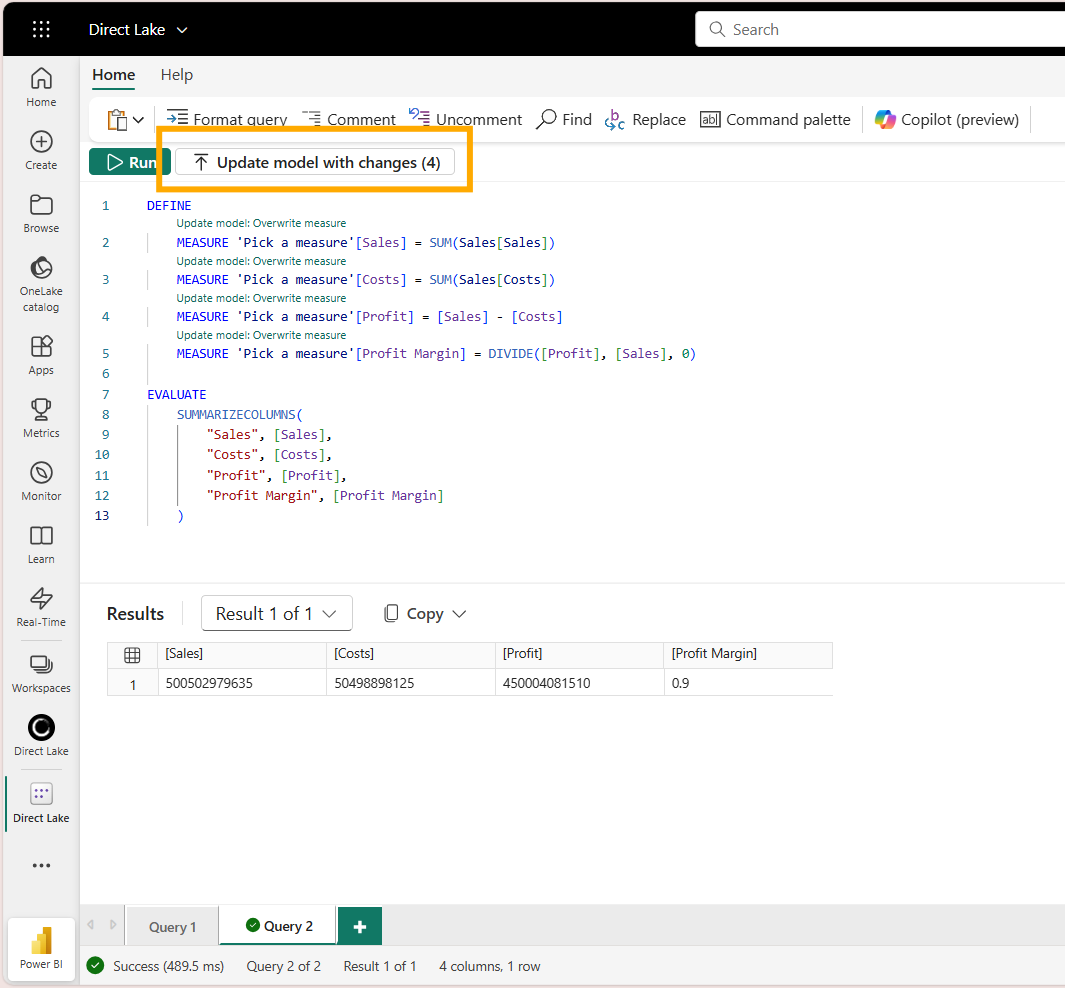 Direct Lake
Search
Home Help
Format query Comment Uncomment Find Replace abl Command palette Copilot (preview)
Run Update model with changes (4)
Home
Create
Browse
OneLake
catalog
Apps
Metrics
Monitor
Learn
Real-Time
Workspaces
Direct Lake
Direct Lake
Power BI
1 DEFINE
Update model: Overwrite measure
2 MEASURE 'Pick a measure'[Sales] = SUM(Sales[Sales])
Update model: Overwrite measure
3 MEASURE 'Pick a measure'[Costs] = SUM(Sales[Costs])
Update model: Overwrite measure
4 MEASURE 'Pick a measure'[Profit] = [Sales] - [Costs]
Update model: Overwrite measure
5 MEASURE 'Pick a measure'[Profit Margin] = DIVIDE([Profit], [Sales], 0)
6
7 EVALUATE
8 SUMMARIZECOLUMNS(
9 "Sales", [Sales],
10 "Costs", [Costs],
11 "Profit", [Profit],
12 "Profit Margin", [Profit Margin]
13 )
Results Result 1 of 1 Copy
[Sales] [Costs] [Profit] [Profit Margin]
1 500502979635 50498898125 450004081510 0.9
Query 1 Query 2
Success (489.5 ms) Query 2 of 2 Result 1 of 1 4 columns, 1 row